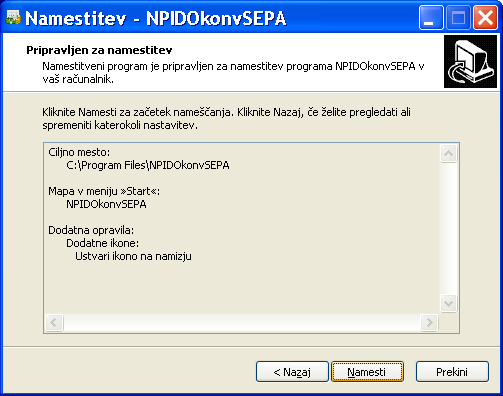 Namestitev - NPIDOkonvSEPA
Pripravljen za namestitev
Namestitveni program je pripravljen za namestitev programa NPIDOkonvSEPA v
vaš računalnik.
Kliknite Namesti za začetek nameščanja. Kliknite Nazaj, če želite pregledati ali
spremeniti katerokoli nastavitev.
Ciljno mesto:
C:\Program Files\NPIDOkonvSEPA
Mapa v meniju »Start«:
NPIDOkonvSEPA
Dodatna opravila:
Dodatne ikone:
Ustvari ikono na namizju
< Nazaj
Namesti
Prekini